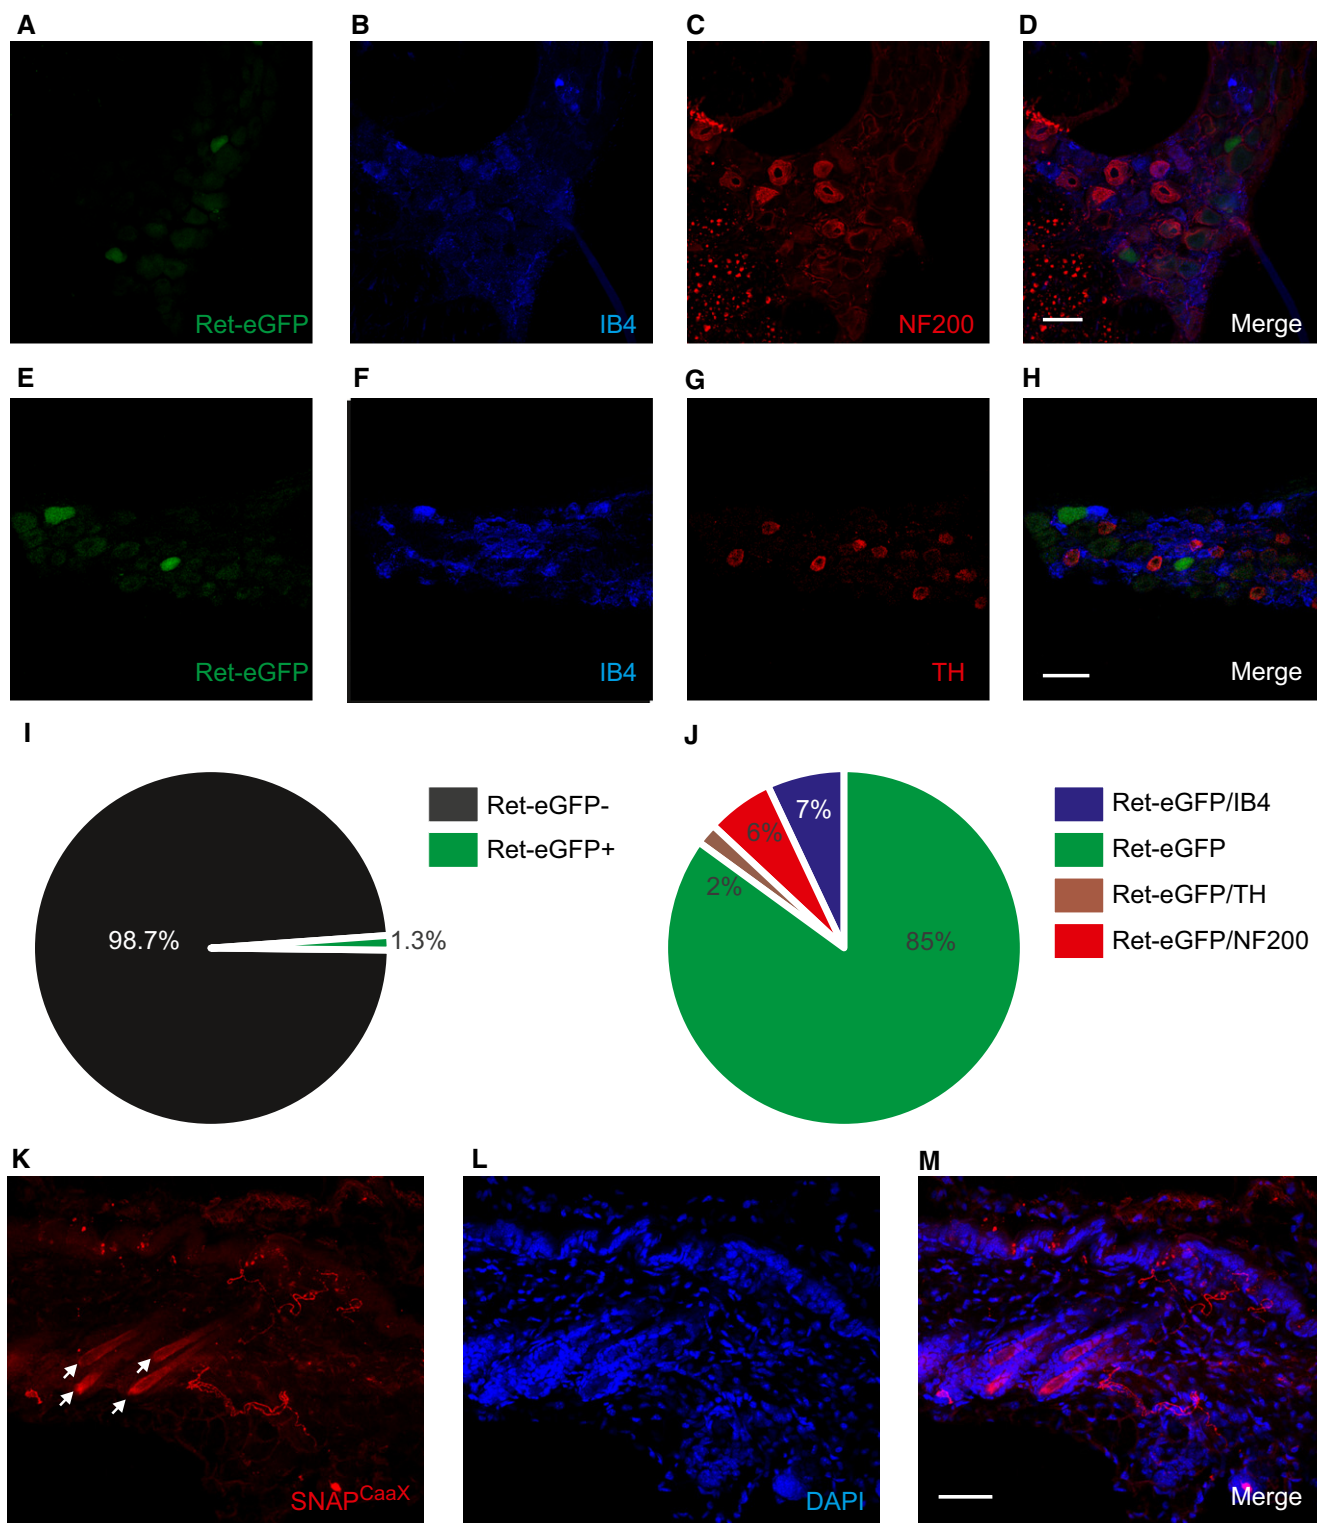 A B C D
Ret-eGFP IB4 NF200 Merge
E F G H
Ret-eGFP IB4 TH Merge
I J
98.7% 1.3%
Ret-eGFP-
Ret-eGFP+
7%
6%
2%
85%
Ret-eGFP/IB4
Ret-eGFP
Ret-eGFP/TH
Ret-eGFP/NF200
K L M
SNAPCaaX DAPI Merge